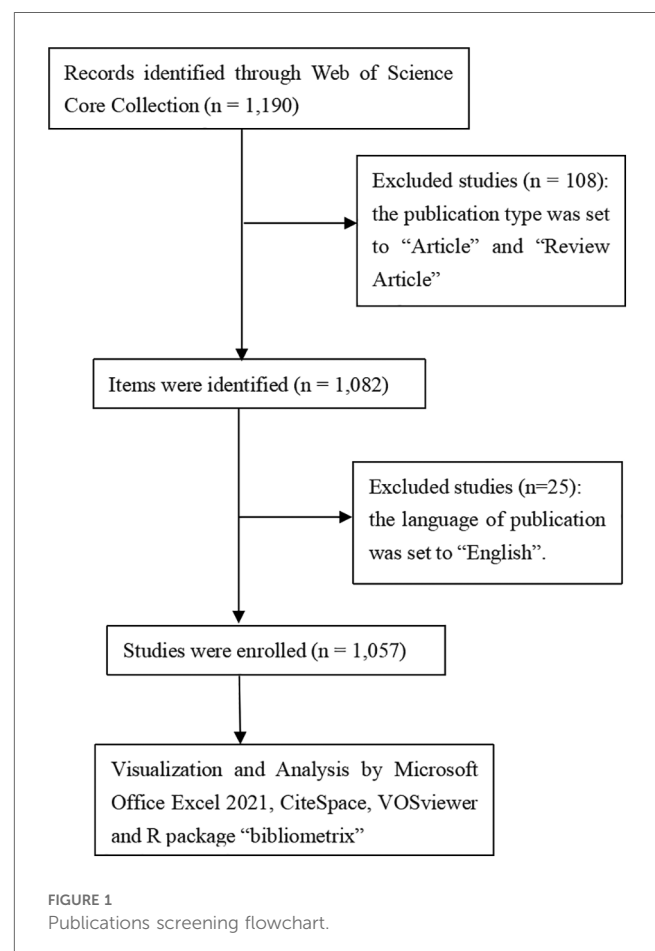 Records identified through Web of Science
Core Collection (n = 1,190)
Excluded studies (n = 108):
the publication type was set
to “Article” and “Review
Article”
Items were identified (n = 1,082)
Excluded studies (n=25):
the language of publication
was set to “English”.
Studies were enrolled (n = 1,057)
Visualization and Analysis by Microsoft
Office Excel 2021, CiteSpace, VOSviewer
and R package “bibliometrix”
FIGURE 1
Publications screening flowchart.